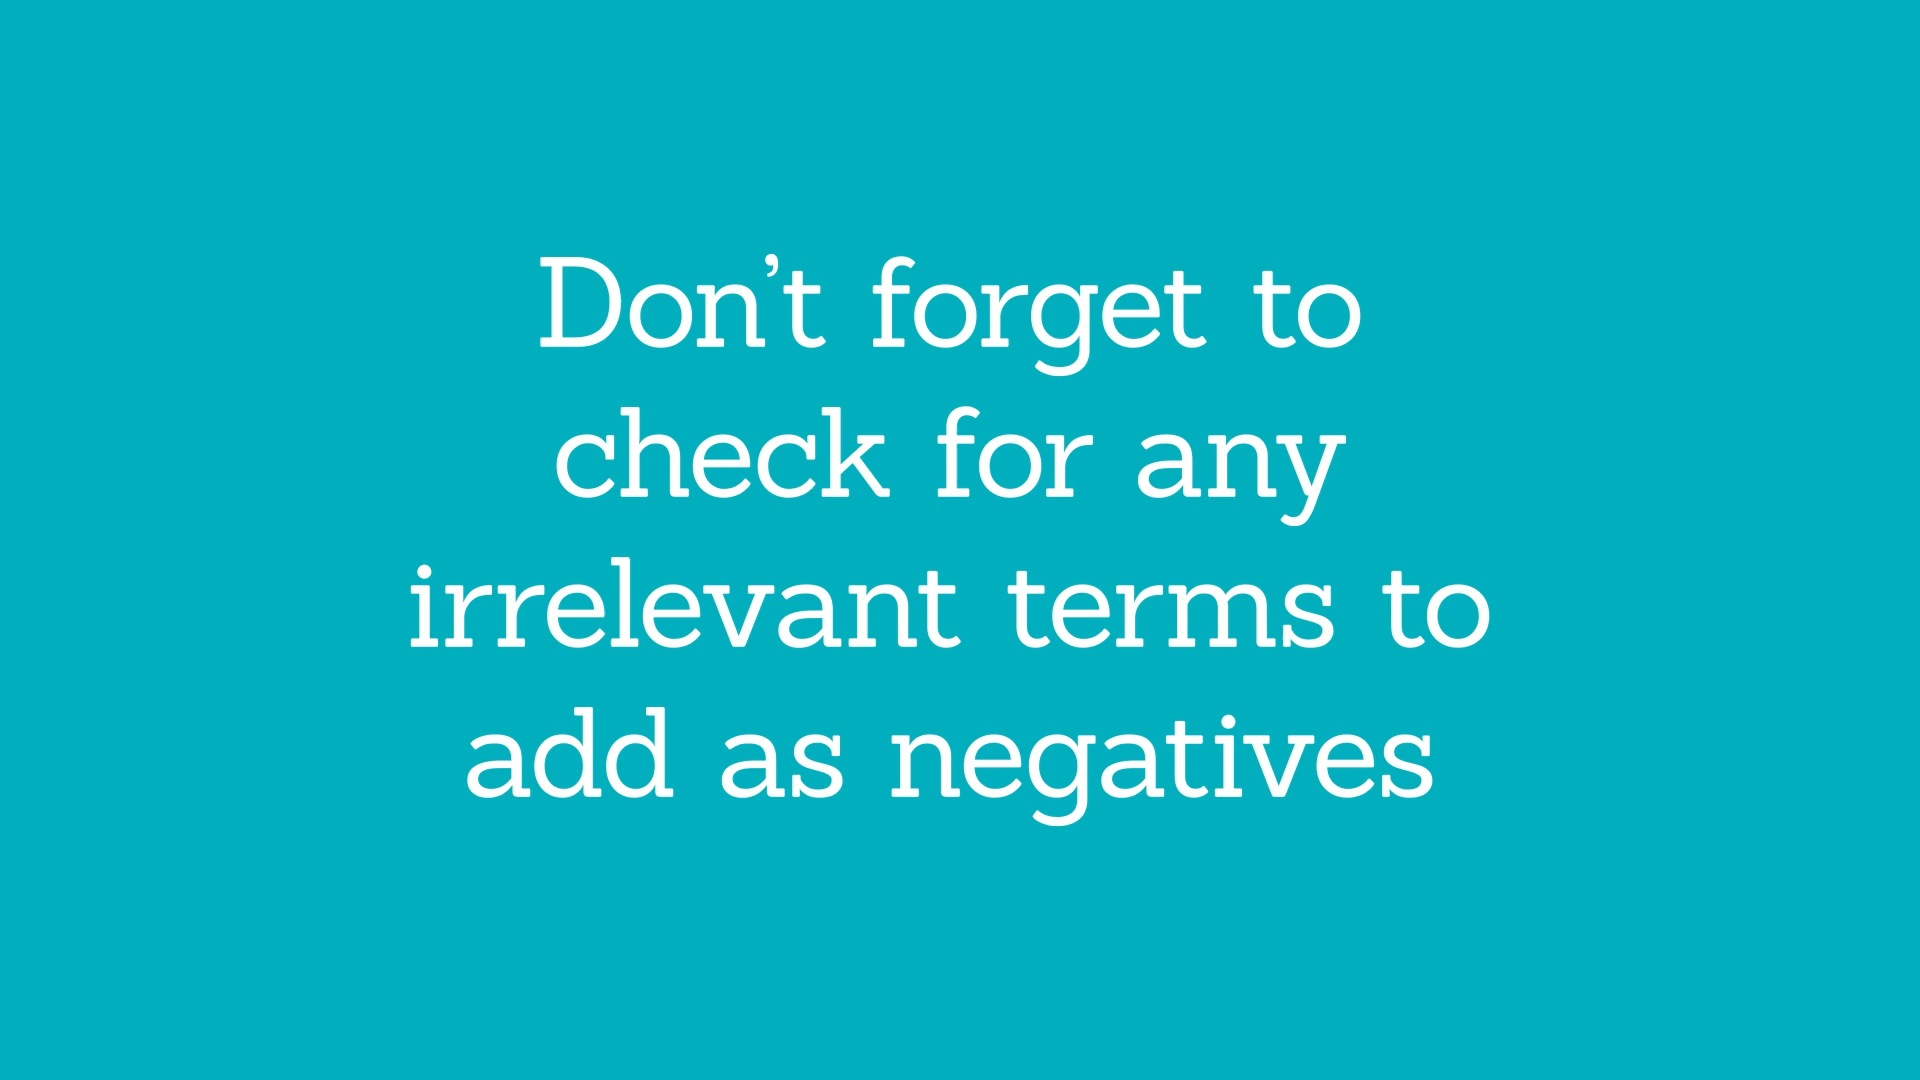 Don’t forget to
check for any
irrelevant terms to
add as negatives